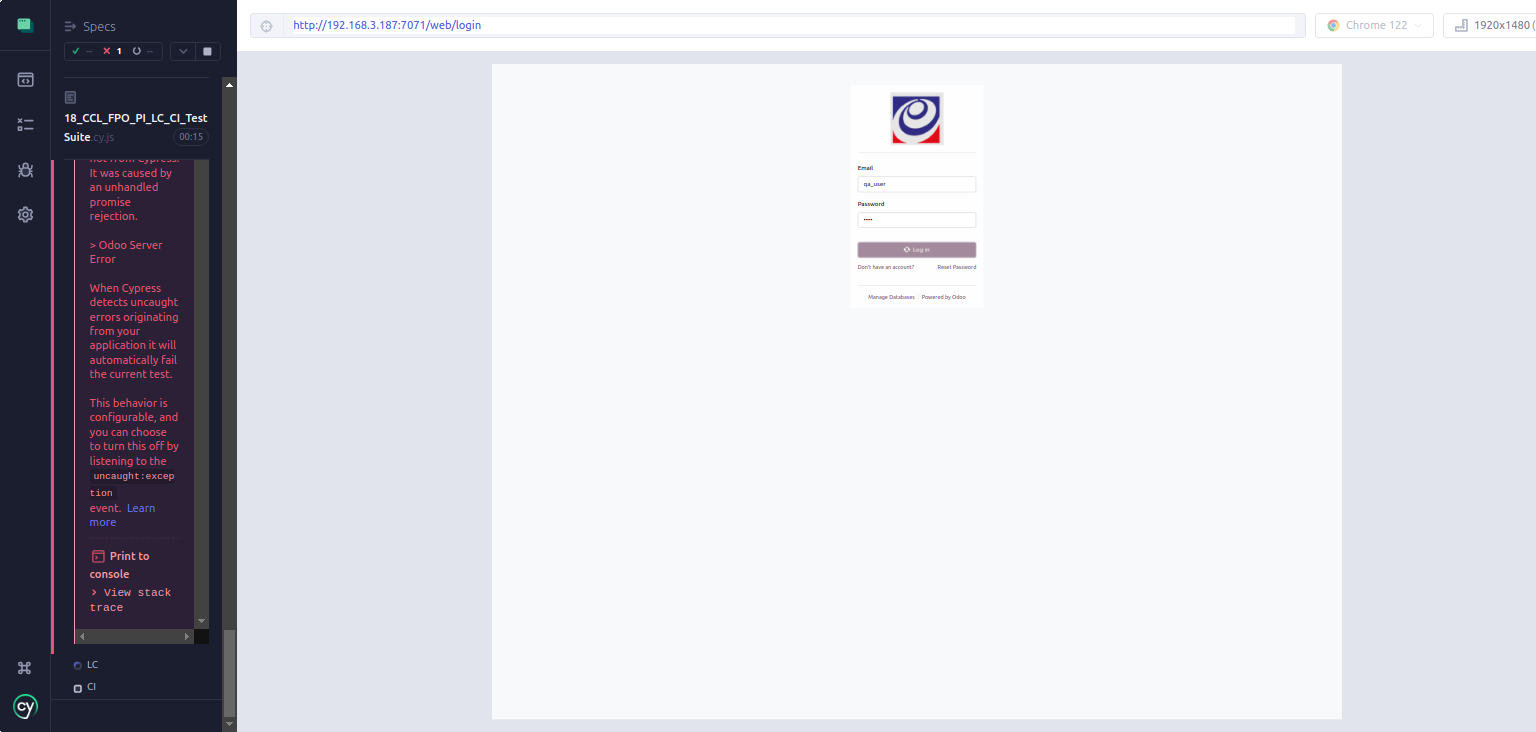 Specs
-- 1 --
18_CCL_FPO_PI_LC_CI_Test
Suite.cy.js 00:15
not from Cypress.
It was caused by
an unhandled
promise
rejection.
> Odoo Server
Error
When Cypress
detects uncaught
errors originating
from your
application it will
automatically fail
the current test.
This behavior is
configurable, and
you can choose
to turn this off by
listening to the
uncaught:excep
tion
event. Learn
more
Print to
console
> View stack
trace
LC
CI
cy
http://192.168.3.187:7071/web/login
Chrome 122
1920x1480 (
Email
qa_user
Password
••••
Log in
Don't have an account? Reset Password
Manage Databases Powered by Odoo